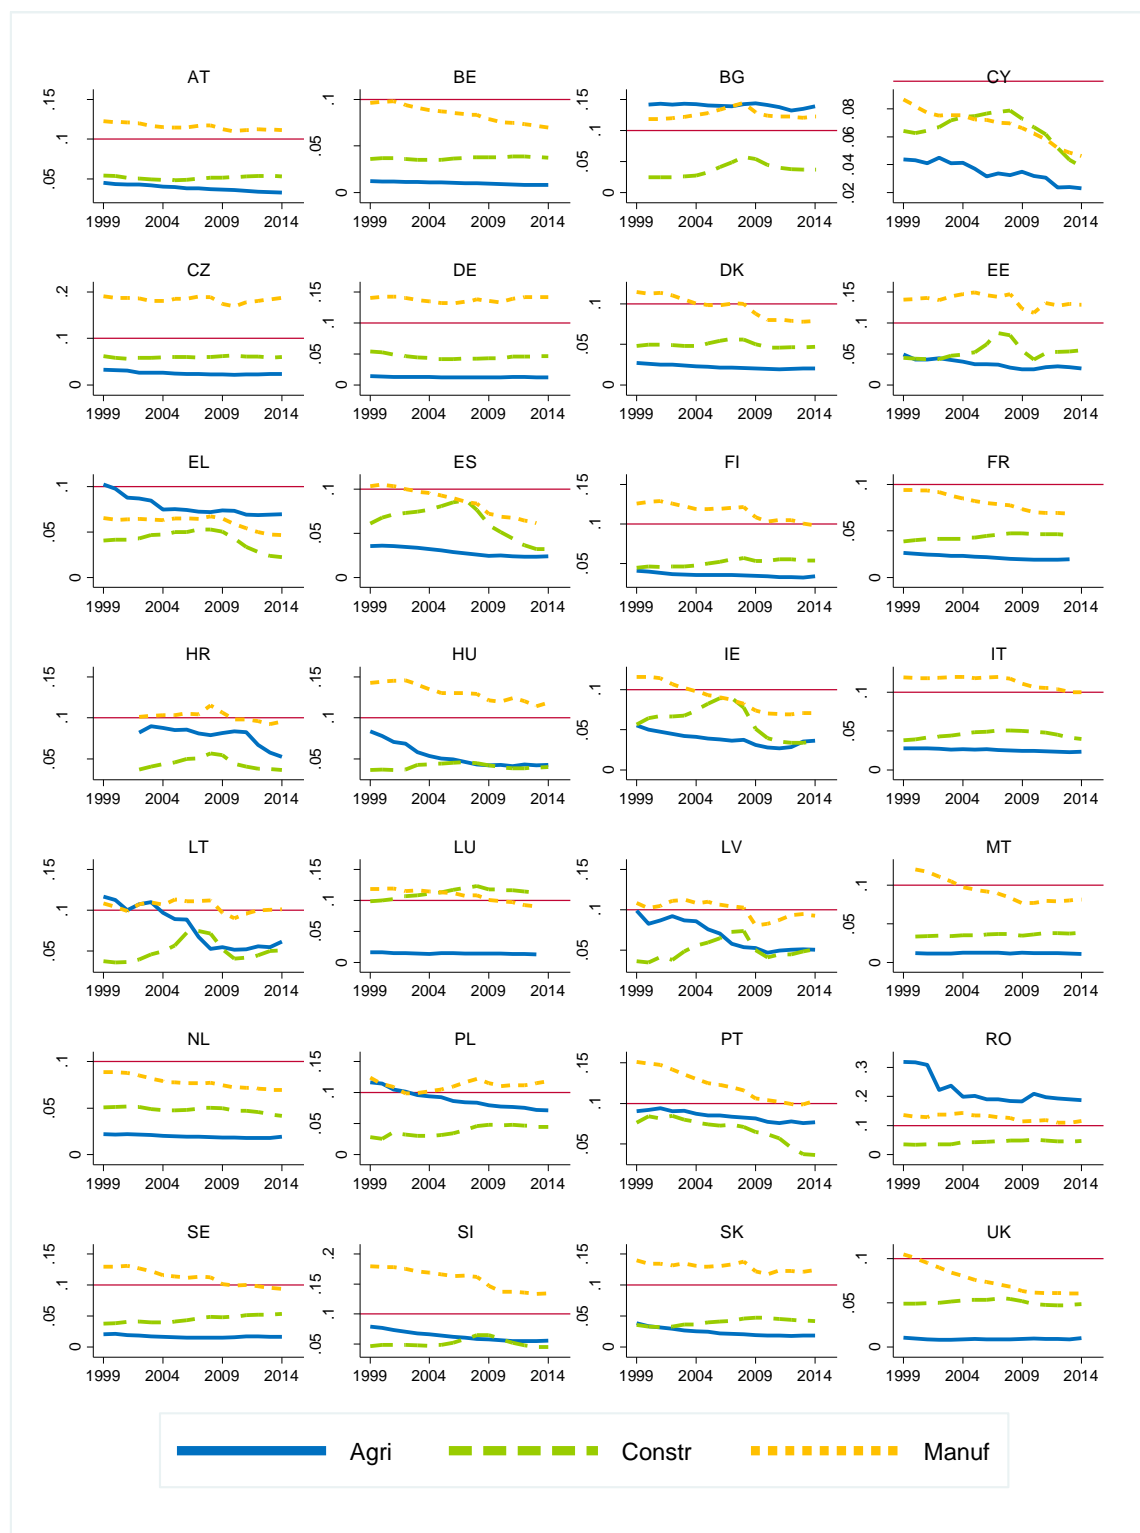 AT BE BG CY
.05 .1 .15 0 .05 .1 0 .05 .1 .15 .02 .04 .06 .08
1999 2004 2009 2014 1999 2004 2009 2014 1999 2004 2009 2014 1999 2004 2009 2014
CZ DE DK EE
0 .1 .2 0 .05 .1 .15 0 .05 .1 0 .05 .1 .15
1999 2004 2009 2014 1999 2004 2009 2014 1999 2004 2009 2014 1999 2004 2009 2014
EL ES FI FR
0 .05 .1 0 .05 .1 .05 .1 .15 0 .05 .1
1999 2004 2009 2014 1999 2004 2009 2014 1999 2004 2009 2014 1999 2004 2009 2014
HR HU IE IT
.05 .1 .15 .05 .1 .15 0 .05 .1 0 .05 .1
1999 2004 2009 2014 1999 2004 2009 2014 1999 2004 2009 2014 1999 2004 2009 2014
LT LU LV MT
.05 .1 .15 0 .05 .1 .15 .05 .1 .15 0 .05 .1
1999 2004 2009 2014 1999 2004 2009 2014 1999 2004 2009 2014 1999 2004 2009 2014
NL PL PT RO
0 .05 .1 0 .05 .1 .15 .05 .1 .15 0 .1 .2 .3
1999 2004 2009 2014 1999 2004 2009 2014 1999 2004 2009 2014 1999 2004 2009 2014
SE SI SK UK
0 .05 .1 .15 .05 .1 .15 .2 0 .05 .1 .15 0 .05 .1
1999 2004 2009 2014 1999 2004 2009 2014 1999 2004 2009 2014 1999 2004 2009 2014
Agri Constr Manuf